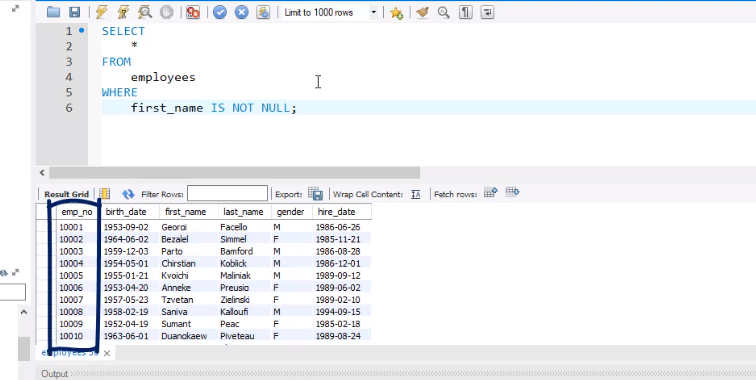 Limit to 1000 rows
1 SELECT
2 *
3 FROM
4 employees
5 WHERE
6 first_name IS NOT NULL;
Result Grid Filter Rows: Export: Wrap Cell Content: IA Fetch rows:
emp_no birth_date first_name last_name gender hire_date
10001 1953-09-02 Georgi Facello M 1986-06-26
10002 1964-06-02 Bezalel Simmel F 1985-11-21
10003 1959-12-03 Parto Bamford M 1986-08-28
10004 1954-05-01 Chirstian Koblick M 1986-12-01
10005 1955-01-21 Kyoichi Maliniak M 1989-09-12
10006 1953-04-20 Anneke Preusig F 1989-06-02
10007 1957-05-23 Tzvetan Zielinski F 1989-02-10
10008 1958-02-19 Saniya Kalloufi M 1994-09-15
10009 1952-04-19 Sumant Peac F 1985-02-18
10010 1963-06-01 Duangkaew Piveteau F 1989-08-24
employees
Output